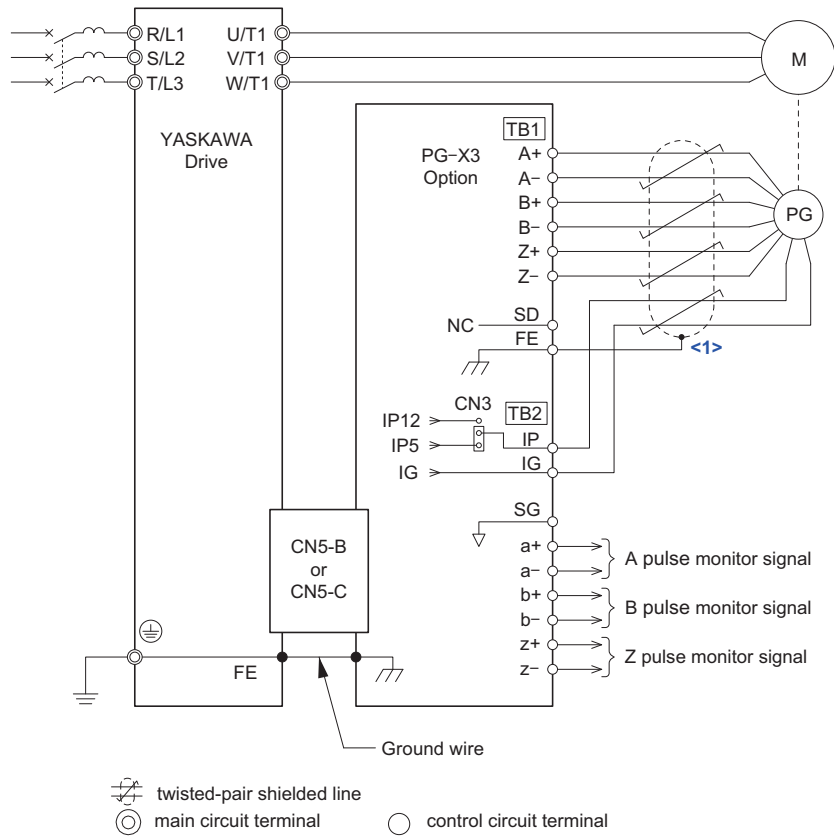 R/L1
S/L2
T/L3
U/T1
V/T1
W/T1
M
YASKAWA
Drive
PG-X3
Option
TB1
A+
A-
B+
B-
Z+
Z-
PG
NC
SD
FE
<1>
CN3
TB2
IP12
IP5
IG
IP
IG
SG
CN5-B
or
CN5-C
a+
a-
A pulse monitor signal
b+
b-
B pulse monitor signal
z+
z-
Z pulse monitor signal
FE
Ground wire
twisted-pair shielded line
main circuit terminal
control circuit terminal